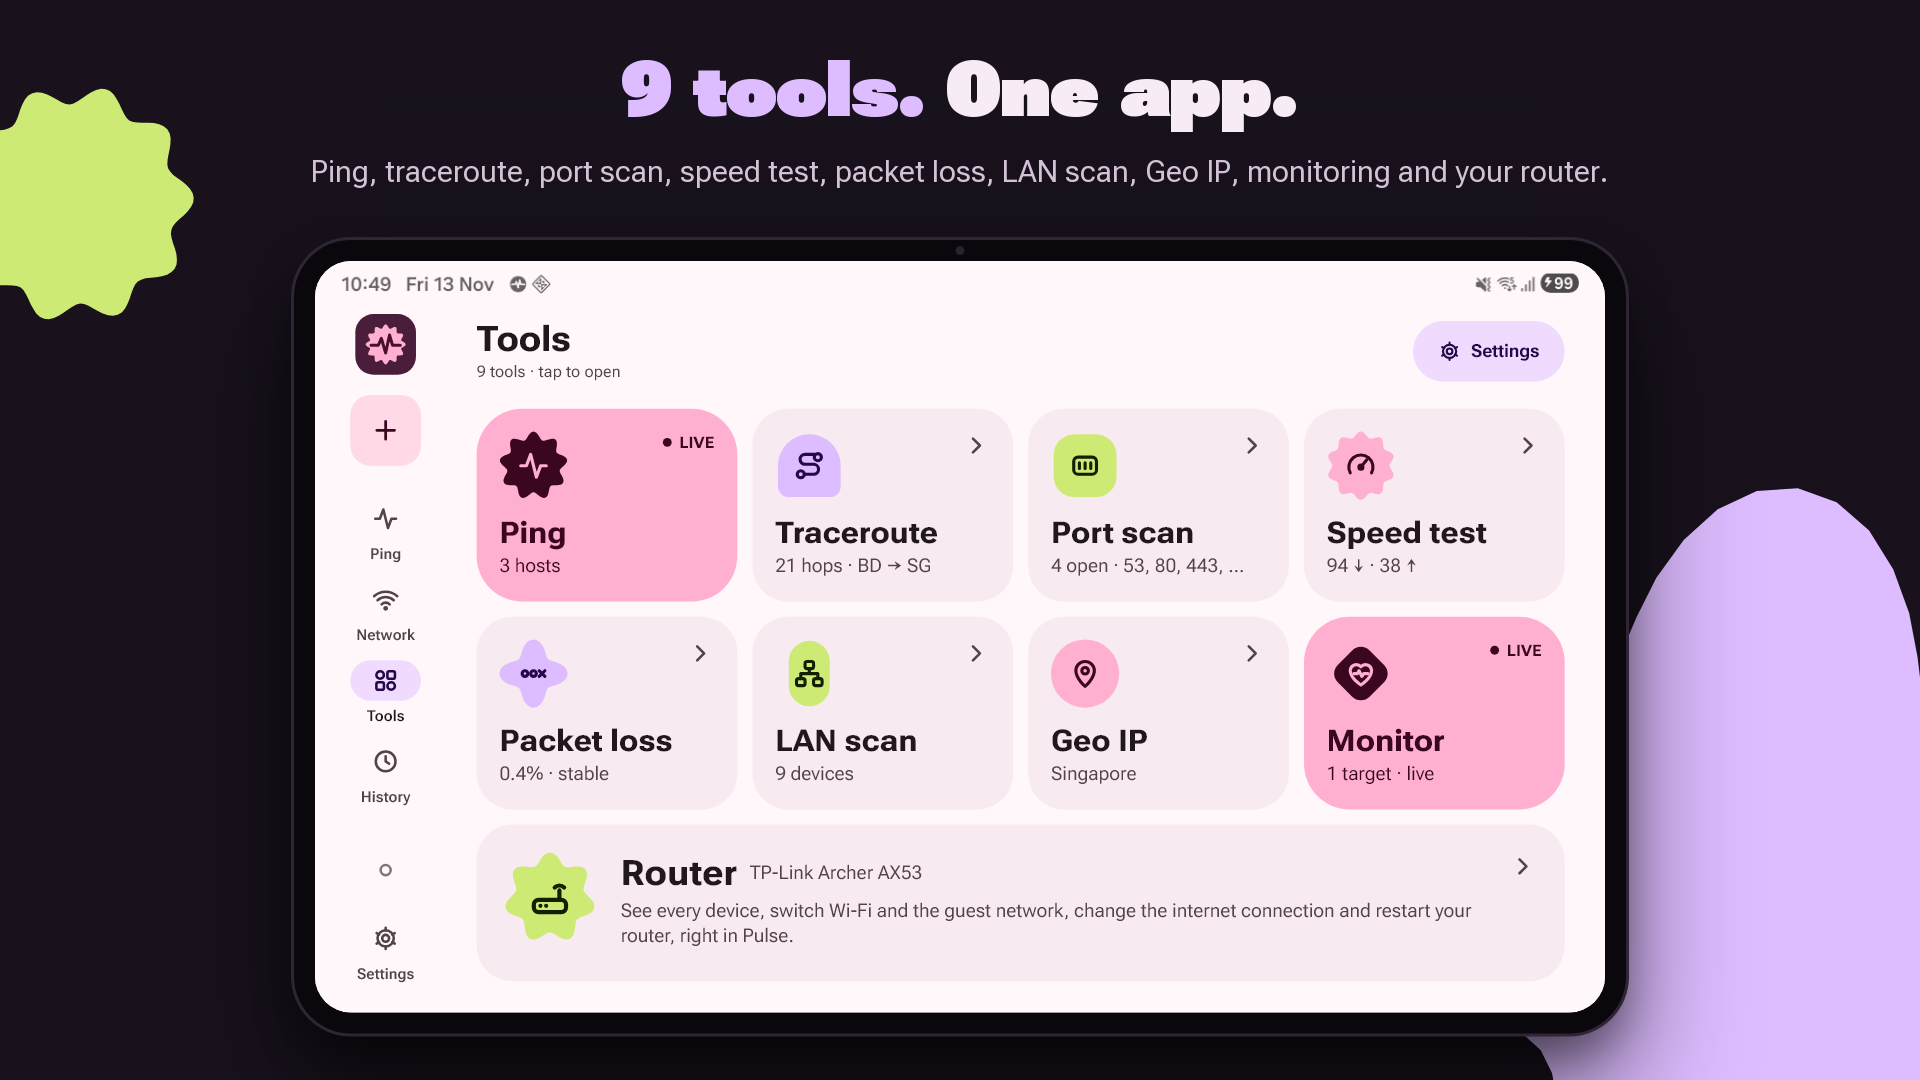 9 tools. One app.
Ping, traceroute, port scan, speed test, packet loss, LAN scan, Geo IP, monitoring and your router.
10:49 Fri 13 Nov
99
Tools
9 tools · tap to open
Settings
Ping
Network
Tools
History
Settings
LIVE
Ping
3 hosts
Traceroute
21 hops · BD → SG
Port scan
4 open · 53, 80, 443, ...
Speed test
94 ↓ · 38 ↑
Packet loss
0.4% · stable
LAN scan
9 devices
Geo IP
Singapore
LIVE
Monitor
1 target · live
Router TP-Link Archer AX53
See every device, switch Wi-Fi and the guest network, change the internet connection and restart your
router, right in Pulse.